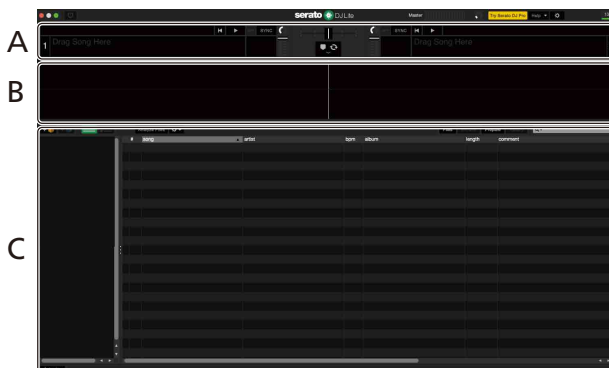 serato DJ Lite Master Try Serato DJ Pro Help
A
SYNC SYNC
1 Drag Song Here Drag Song Here
B
C
# song artist bpm album length comment